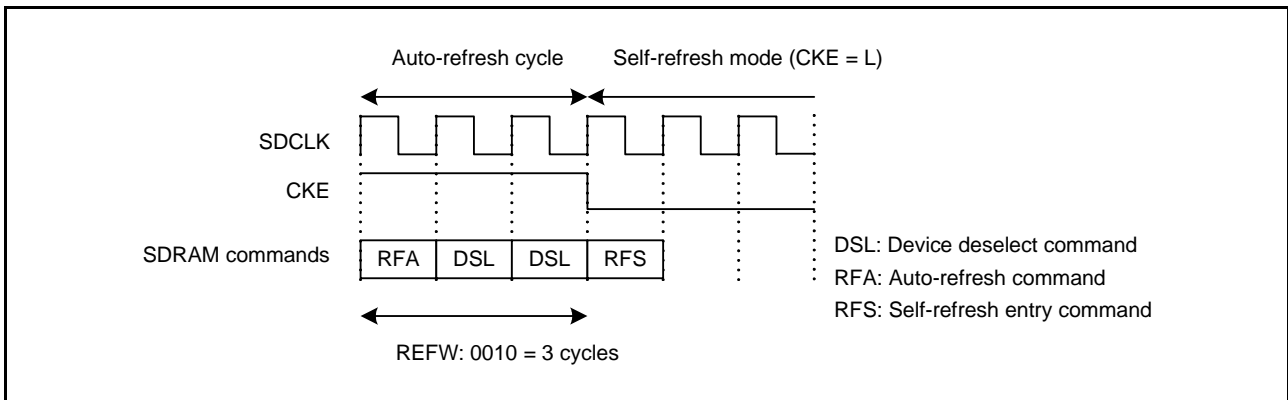 Auto-refresh cycle Self-refresh mode (CKE = L)
SDCLK
CKE
SDRAM commands RFA DSL DSL RFS
DSL: Device deselect command
RFA: Auto-refresh command
RFS: Self-refresh entry command
REFW: 0010 = 3 cycles